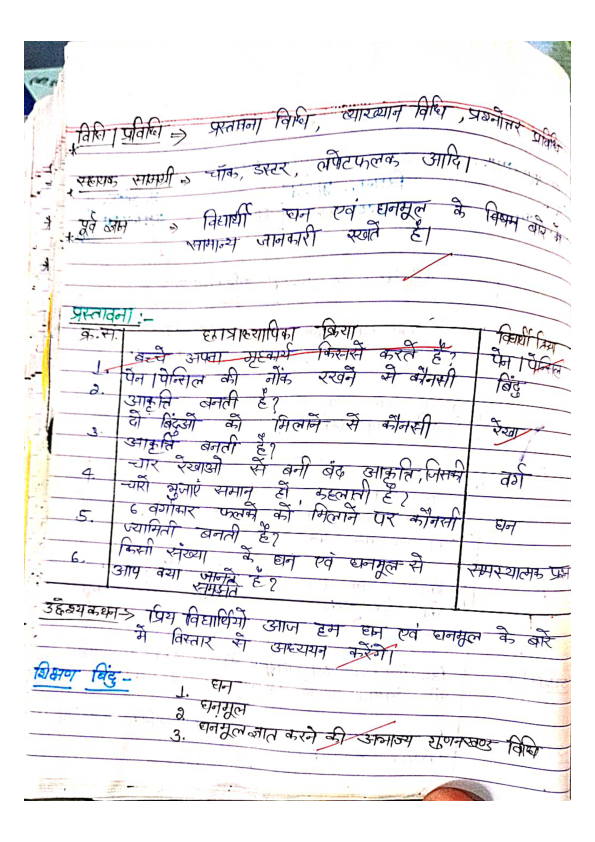 विधि / प्रविधि ⇒ प्रस्तावना विधि, व्याख्यान विधि, प्रश्नोत्तर प्रविधि
सहायक सामग्री ⇒ चॉक, डस्टर, लपेटफलक आदि।
पूर्व ज्ञान ⇒ विद्यार्थी घन एवं घनमूल के विषय बारे में
सामान्य जानकारी रखते हैं।
प्रस्तावना :-
क्र.स. छात्राध्यापिका क्रिया विद्यार्थी क्रिया
1. बच्चे अपना गृहकार्य किससे करते है? पेन / पेन्सिल
2. पेन / पेन्सिल की नोंक रखने से कौनसी बिंदु
आकृति बनती है?
3. दो बिंदुओं को मिलाने से कौनसी रेखा
आकृति बनती है?
4. चार रेखाओं से बनी बंद आकृति, जिसकी वर्ग
चारों भुजाएं समान हो, कहलाती है?
5. 6. वर्गाकार फलकों को मिलाने पर कौनसी घन
ज्यामिती बनती है?
6. किसी संख्या के घन एवं घनमूल से समस्यात्मक प्रश्न
आप क्या जानते है?
समझते
उद्देश्य कथन → प्रिय विद्यार्थियों आज हम घन एवं घनमूल के बारे
में विस्तार से अध्ययन करेंगे।
शिक्षण बिंदु -
1. घन
2. घनमूल
3. घनमूल ज्ञात करने की अभाज्य गुणनखण्ड विधि